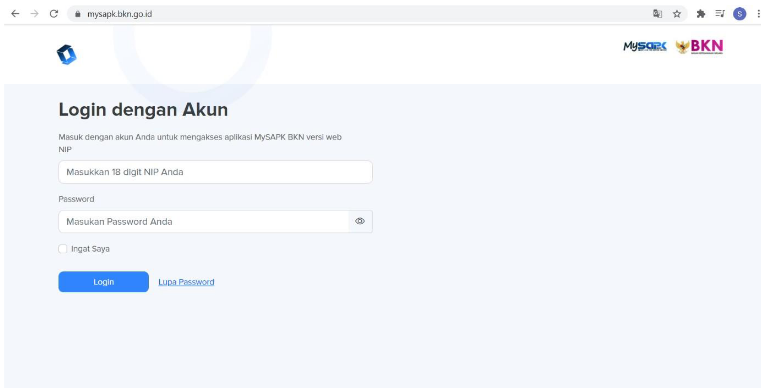 mysapk.bkn.go.id
S
MySAPK
BKN
Login dengan Akun
Masuk dengan akun Anda untuk mengakses aplikasi MySAPK BKN versi web
NIP
Masukkan 18 digit NIP Anda
Password
Masukan Password Anda
Ingat Saya
Login
Lupa Password